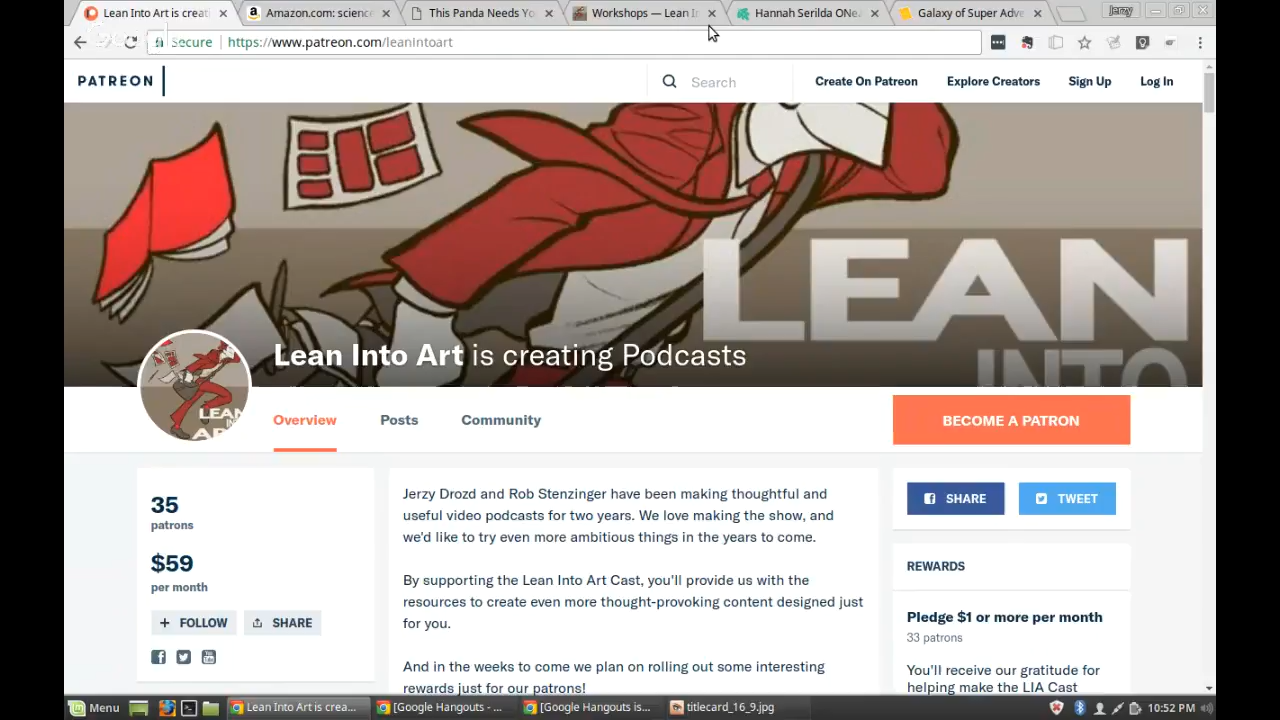 Lean Into Art is creati
Amazon.com: science
This Panda Needs Yo
Workshops — Lean In
Hannah Serilda ONea
Galaxy of Super Adve
Jerzy
Secure
https://www.patreon.com/leanintoart
PATREON
Search
Create On Patreon
Explore Creators
Sign Up
Log In
LEAN
INTO
LEAN
INTO
Lean Into Art is creating Podcasts
Overview
Posts
Community
BECOME A PATRON
35
patrons
$59
per month
FOLLOW
SHARE
Jerzy Drozd and Rob Stenzinger have been making thoughtful and
useful video podcasts for two years. We love making the show, and
we'd like to try even more ambitious things in the years to come.
By supporting the Lean Into Art Cast, you'll provide us with the
resources to create even more thought-provoking content designed just
for you.
And in the weeks to come we plan on rolling out some interesting
rewards just for our patrons!
SHARE
TWEET
REWARDS
Pledge $1 or more per month
33 patrons
You'll receive our gratitude for
helping make the LIA Cast
Menu
Lean Into Art is crea...
[Google Hangouts - ...
[Google Hangouts is...
titlecard_16_9.jpg
10:52 PM